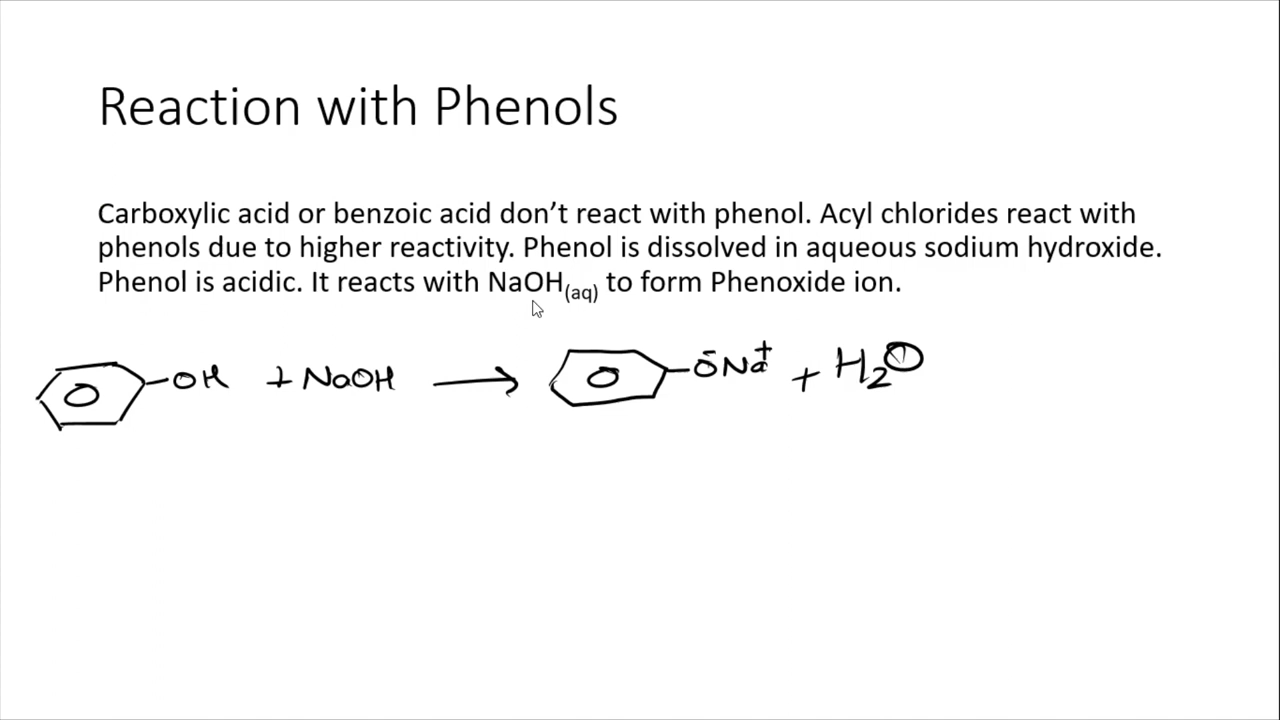 Reaction with Phenols
Carboxylic acid or benzoic acid don’t react with phenol. Acyl chlorides react with
phenols due to higher reactivity. Phenol is dissolved in aqueous sodium hydroxide.
Phenol is acidic. It reacts with NaOH(aq) to form Phenoxide ion.
-OH + NaOH → -O⁻Na⁺ + H₂O